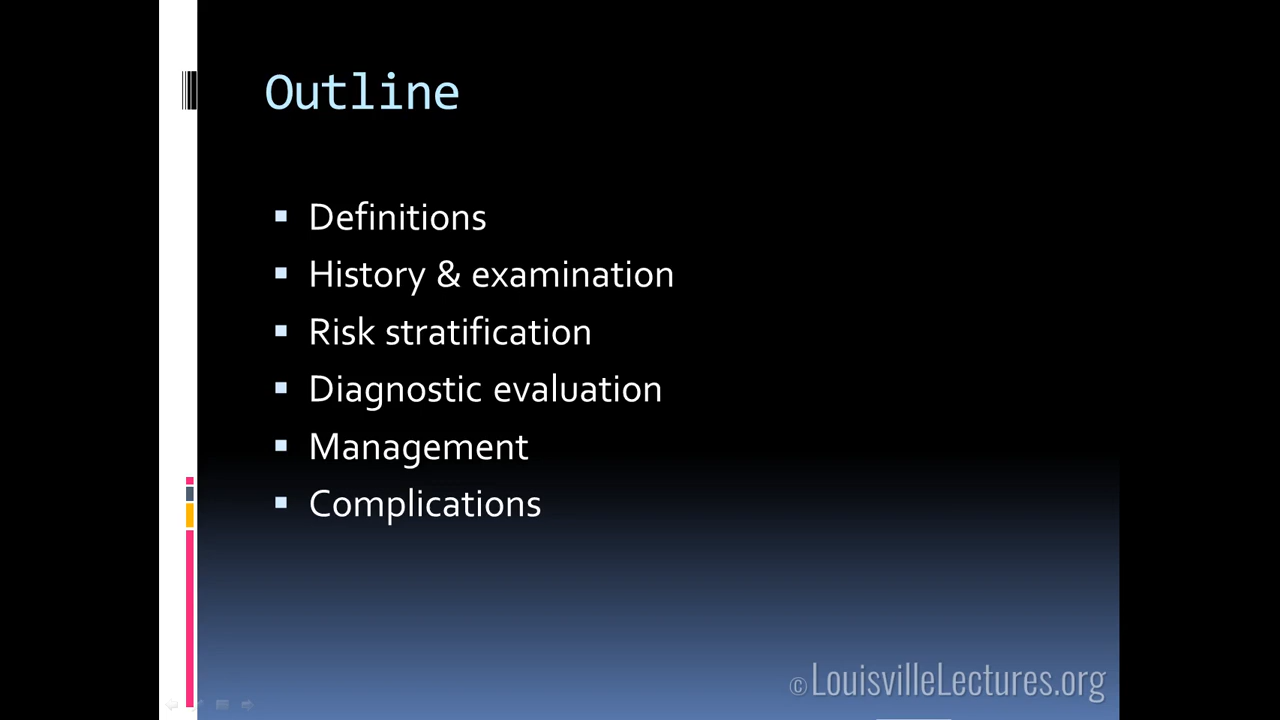 Outline
Definitions
History & examination
Risk stratification
Diagnostic evaluation
Management
Complications
©LouisvilleLectures.org